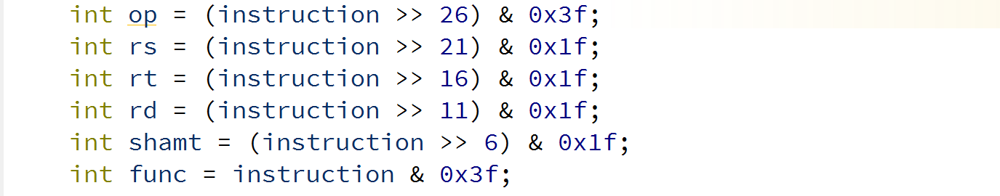 int op = (instruction >> 26) & 0x3f;
int rs = (instruction >> 21) & 0x1f;
int rt = (instruction >> 16) & 0x1f;
int rd = (instruction >> 11) & 0x1f;
int shamt = (instruction >> 6) & 0x1f;
int func = instruction & 0x3f;